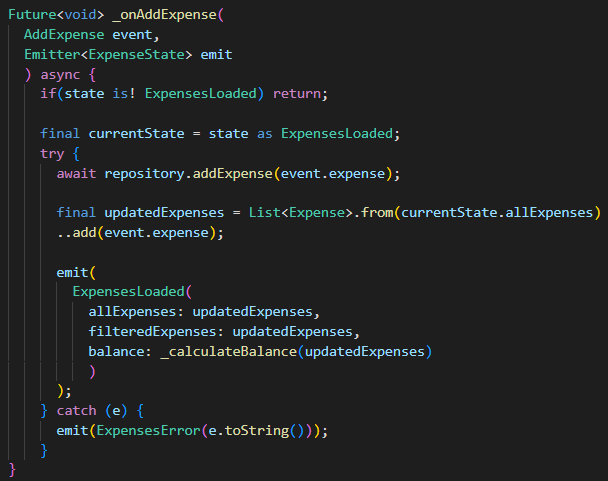 Future<void> _onAddExpense(
AddExpense event,
Emitter<ExpenseState> emit
) async {
if(state is! ExpensesLoaded) return;
final currentState = state as ExpensesLoaded;
try {
await repository.addExpense(event.expense);
final updatedExpenses = List<Expense>.from(currentState.allExpenses)
..add(event.expense);
emit(
ExpensesLoaded(
allExpenses: updatedExpenses,
filteredExpenses: updatedExpenses,
balance: _calculateBalance(updatedExpenses)
)
);
} catch (e) {
emit(ExpensesError(e.toString()));
}
}